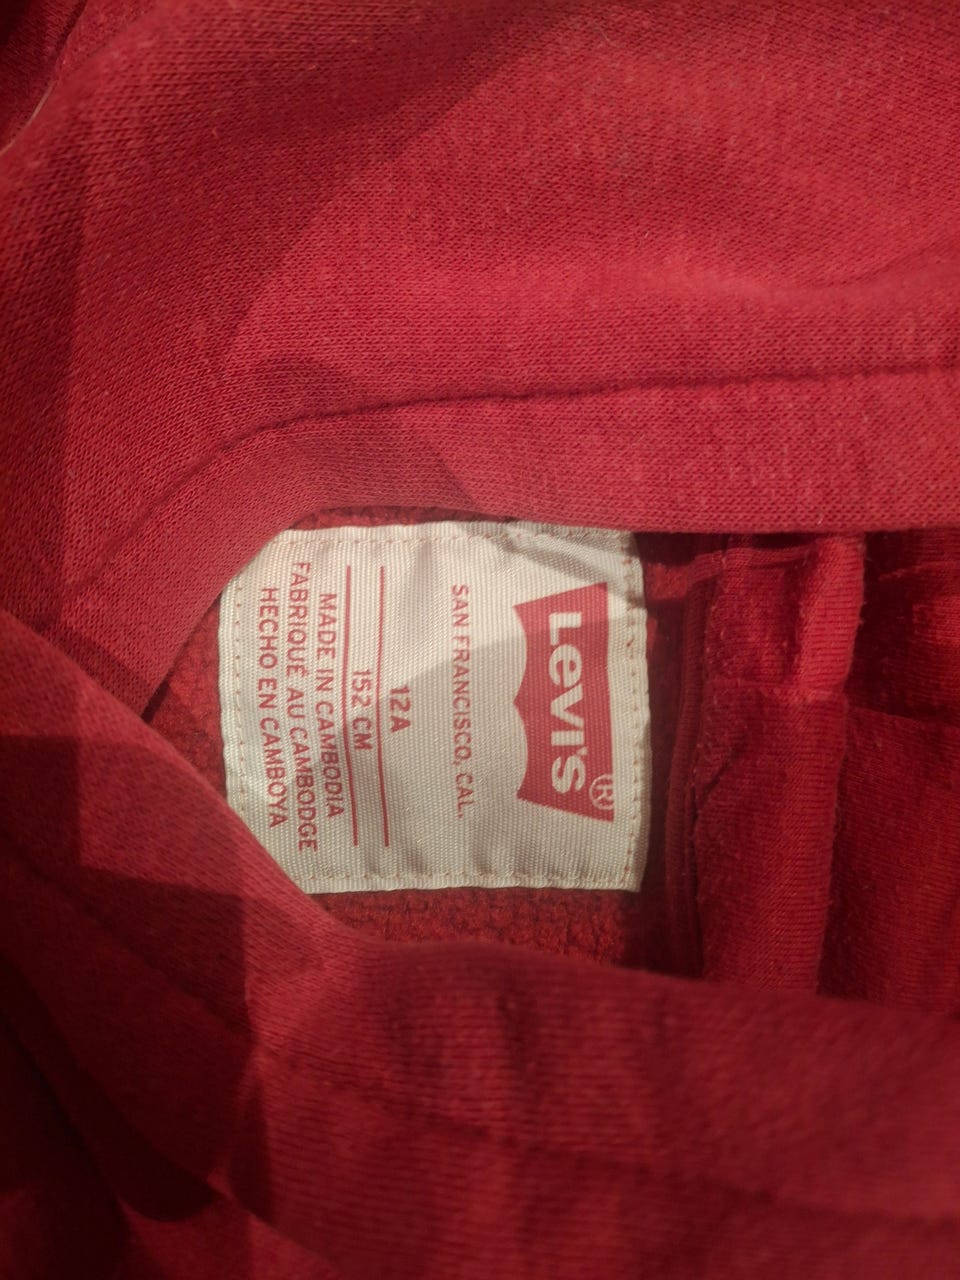 LEVI'S®
SAN FRANCISCO, CAL.
12A
152 CM
MADE IN CAMBODIA
FABRIQUÉ AU CAMBODGE
HECHO EN CAMBOYA